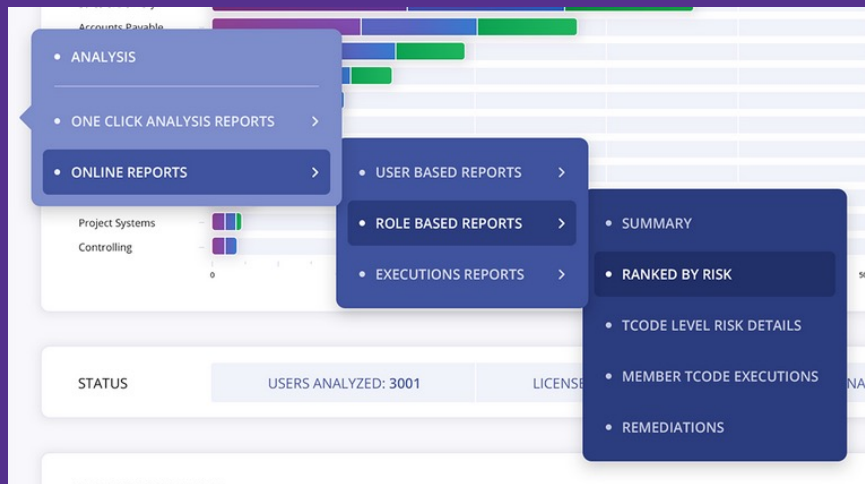 Accounts Payable
ANALYSIS
ONE CLICK ANALYSIS REPORTS
ONLINE REPORTS
USER BASED REPORTS
ROLE BASED REPORTS
EXECUTIONS REPORTS
SUMMARY
RANKED BY RISK
TCODE LEVEL RISK DETAILS
MEMBER TCODE EXECUTIONS
REMEDIATIONS
Project Systems
Controlling
0
STATUS
USERS ANALYZED: 3001
LICENSE